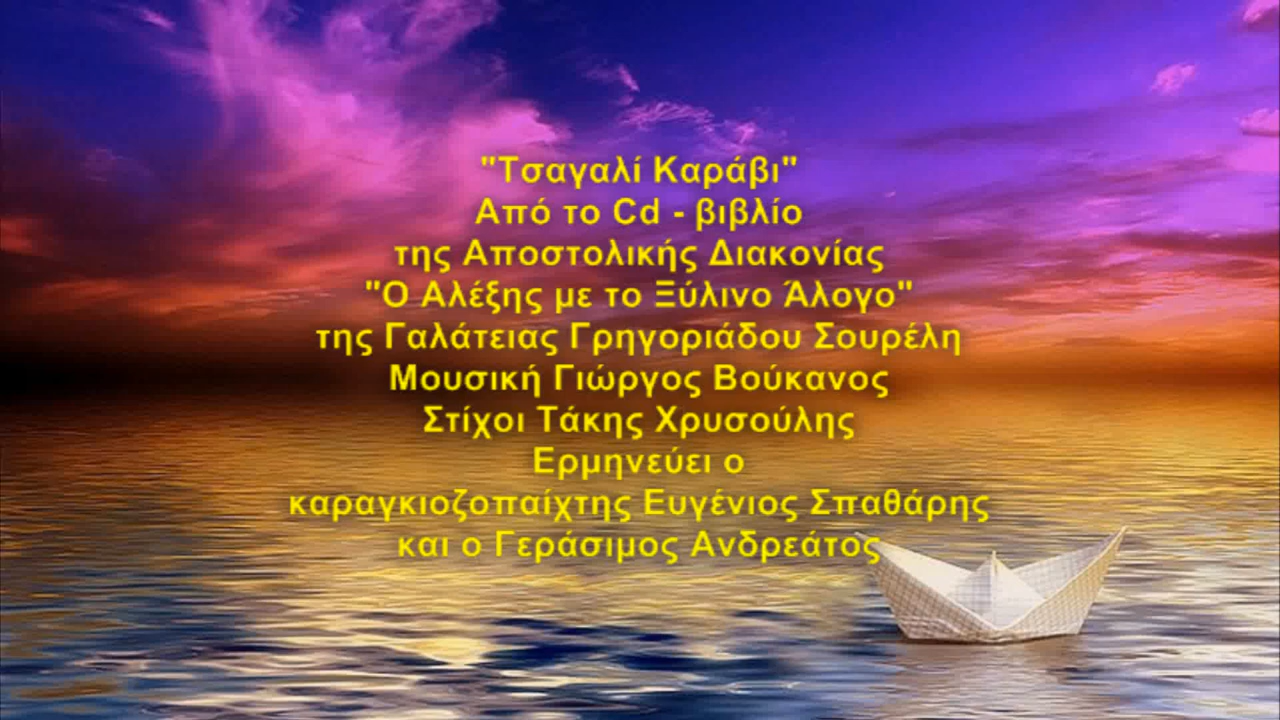 "Τσαγαλί Καράβι"
Από το Cd - βιβλίο
της Αποστολικής Διακονίας
"Ο Αλέξης με το Ξύλινο Άλογο"
της Γαλάτειας Γρηγοριάδου Σουρέλη
Μουσική Γιώργος Βούκανος
Στίχοι Τάκης Χρυσούλης
Ερμηνεύει ο
καραγκιοζοπαίχτης Ευγένιος Σπαθάρης
και ο Γεράσιμος Ανδρεάτος